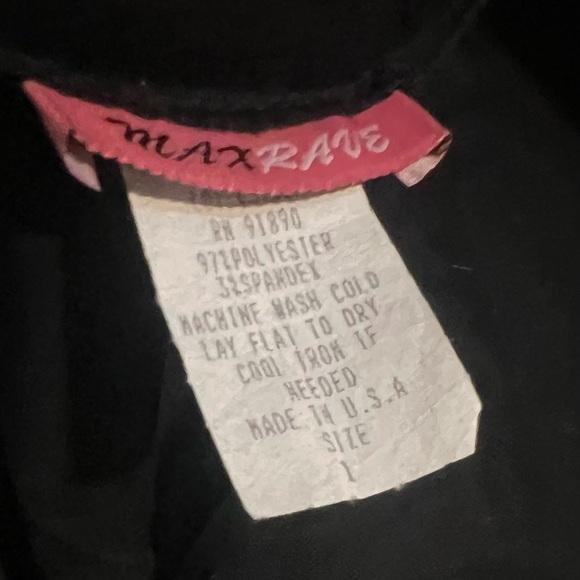 MAXRAVE
RN 91890
97%POLYESTER
3%SPANDEX
MACHINE WASH COLD
LAY FLAT TO DRY
COOL IRON IF
NEEDED
MADE IN U.S.A
SIZE